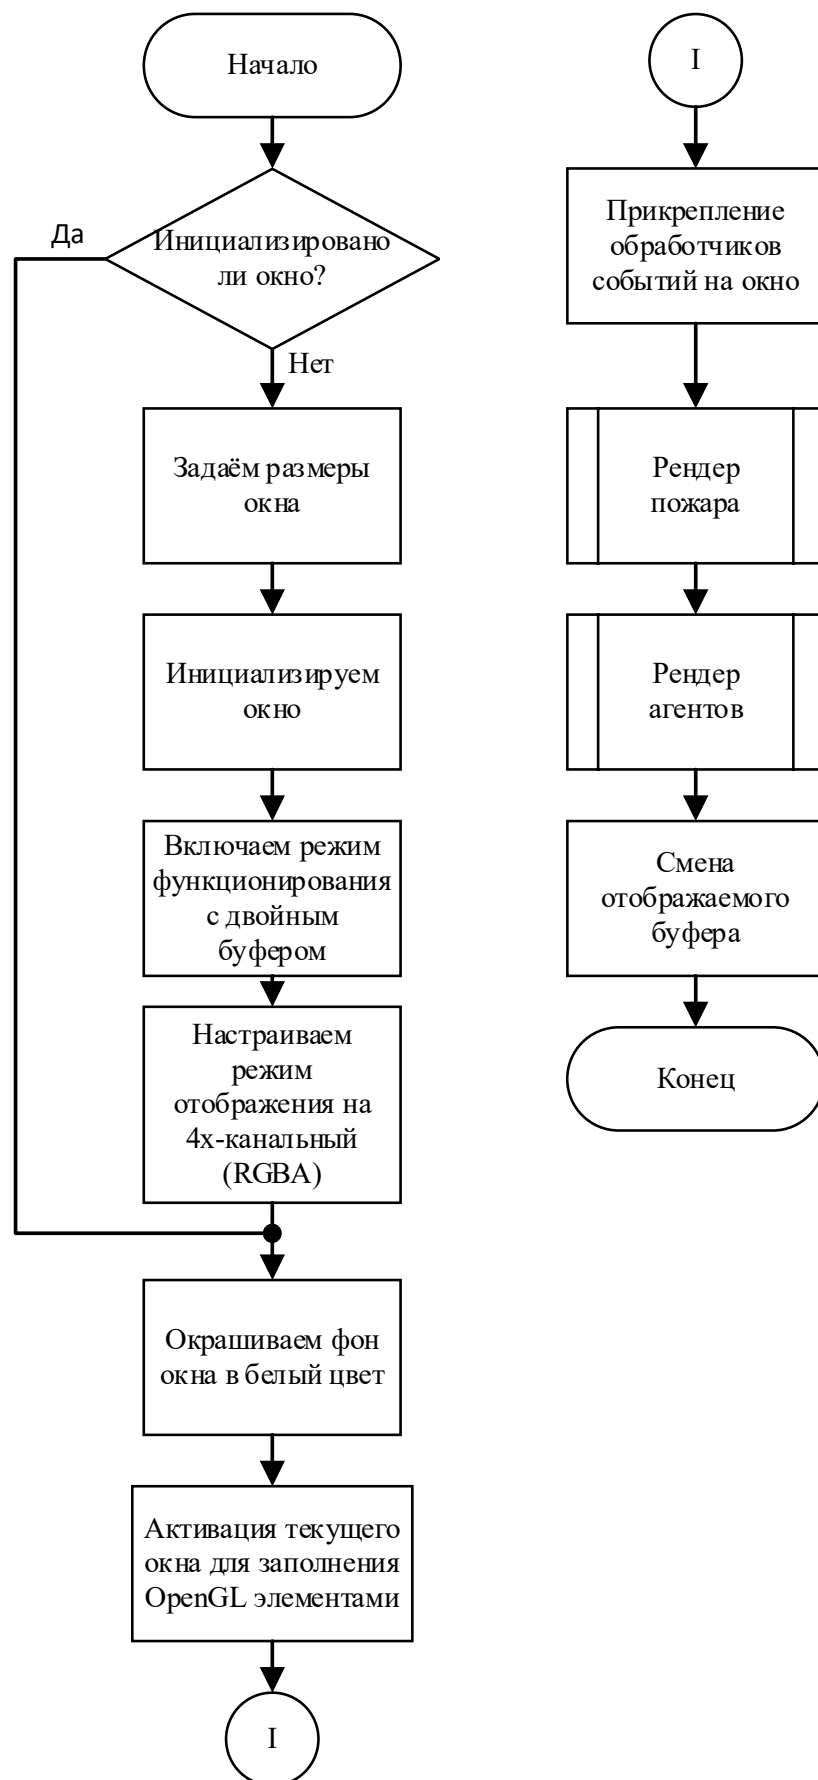 Начало
Да
Инициализировано
ли окно?
Нет
Задаём размеры
окна
Инициализируем
окно
Включаем режим
функционирования
с двойным
буфером
Настраиваем
режим
отображения на
4х-канальный
(RGBA)
Окрашиваем фон
окна в белый цвет
Активация текущего
окна для заполнения
OpenGL элементами
I
I
Прикрепление
обработчиков
событий на окно
Рендер
пожара
Рендер
агентов
Смена
отображаемого
буфера
Конец